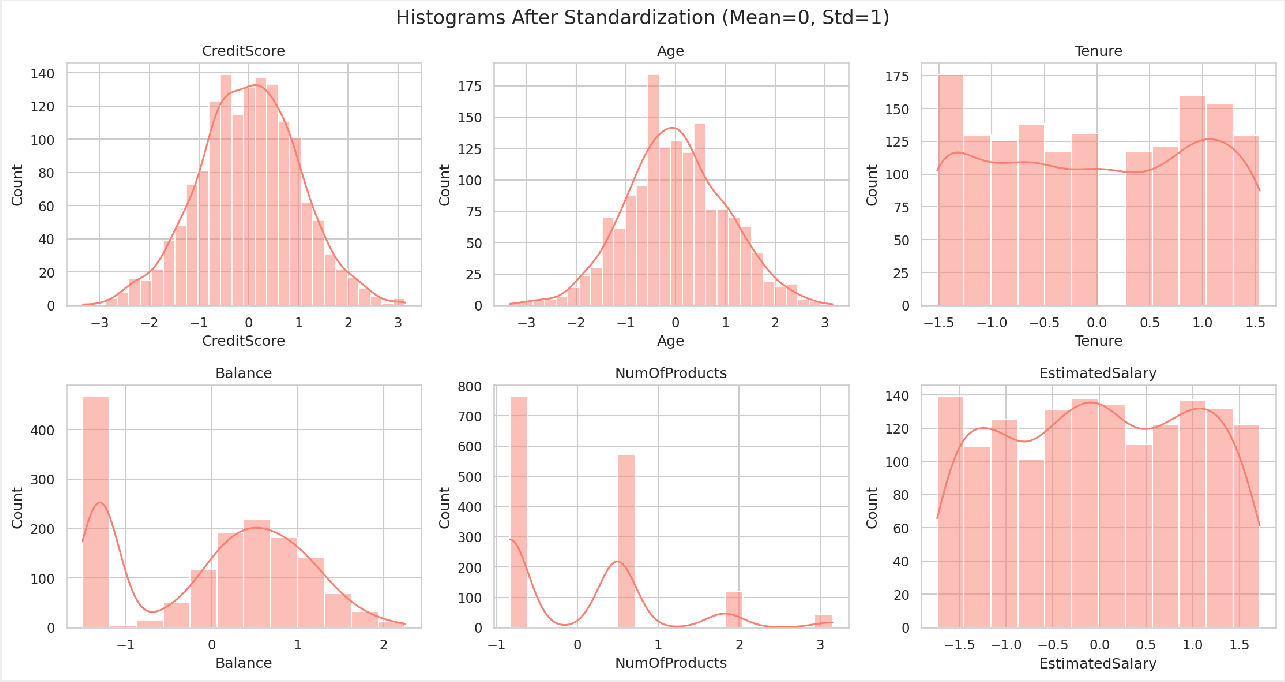 Histograms After Standardization (Mean=0, Std=1)
CreditScore
Count
0
20
40
60
80
100
120
140
−3 −2 −1 0 1 2 3
CreditScore
Age
Count
0
25
50
75
100
125
150
175
−3 −2 −1 0 1 2 3
Age
Tenure
Count
0
25
50
75
100
125
150
175
−1.5 −1.0 −0.5 0.0 0.5 1.0 1.5
Tenure
Balance
Count
0
100
200
300
400
−1 0 1 2
Balance
NumOfProducts
Count
0
100
200
300
400
500
600
700
800
−1 0 1 2 3
NumOfProducts
EstimatedSalary
Count
0
20
40
60
80
100
120
140
−1.5 −1.0 −0.5 0.0 0.5 1.0 1.5
EstimatedSalary